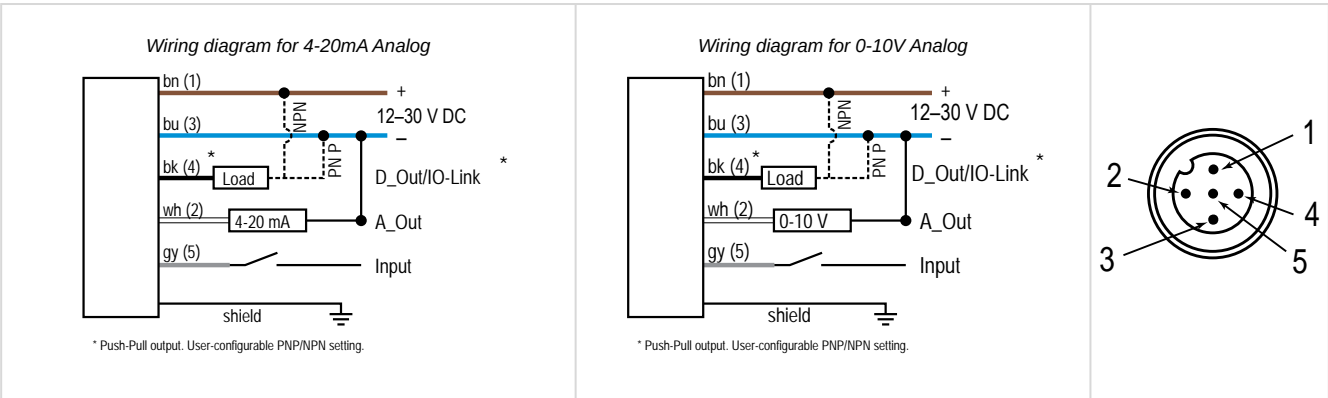 Wiring diagram for 4-20mA Analog
bn (1)
+
NPN
12–30 V DC
bu (3)
–
PN P
*
bk (4)
Load
D_Out/IO-Link
*
wh (2)
4-20 mA
A_Out
gy (5)
Input
shield
* Push-Pull output. User-configurable PNP/NPN setting.
Wiring diagram for 0-10V Analog
bn (1)
+
NPN
12–30 V DC
bu (3)
–
PN P
*
bk (4)
Load
D_Out/IO-Link
*
wh (2)
0-10 V
A_Out
gy (5)
Input
shield
* Push-Pull output. User-configurable PNP/NPN setting.
1
2
4
3
5